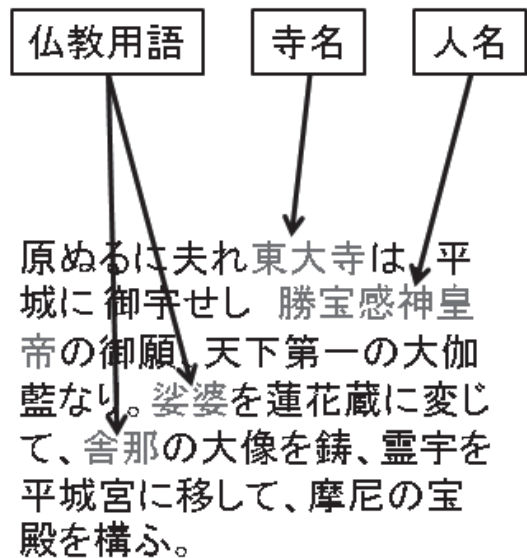 仏教用語
寺名
人名
原ぬるに夫れ東大寺は、平
城に御宇せし 勝宝感神皇
帝の御願、天下第一の大伽
藍なり。娑婆を蓮花蔵に変じ
て、舎那の大像を鋳、霊宇を
平城宮に移して、摩尼の宝
殿を構ふ。